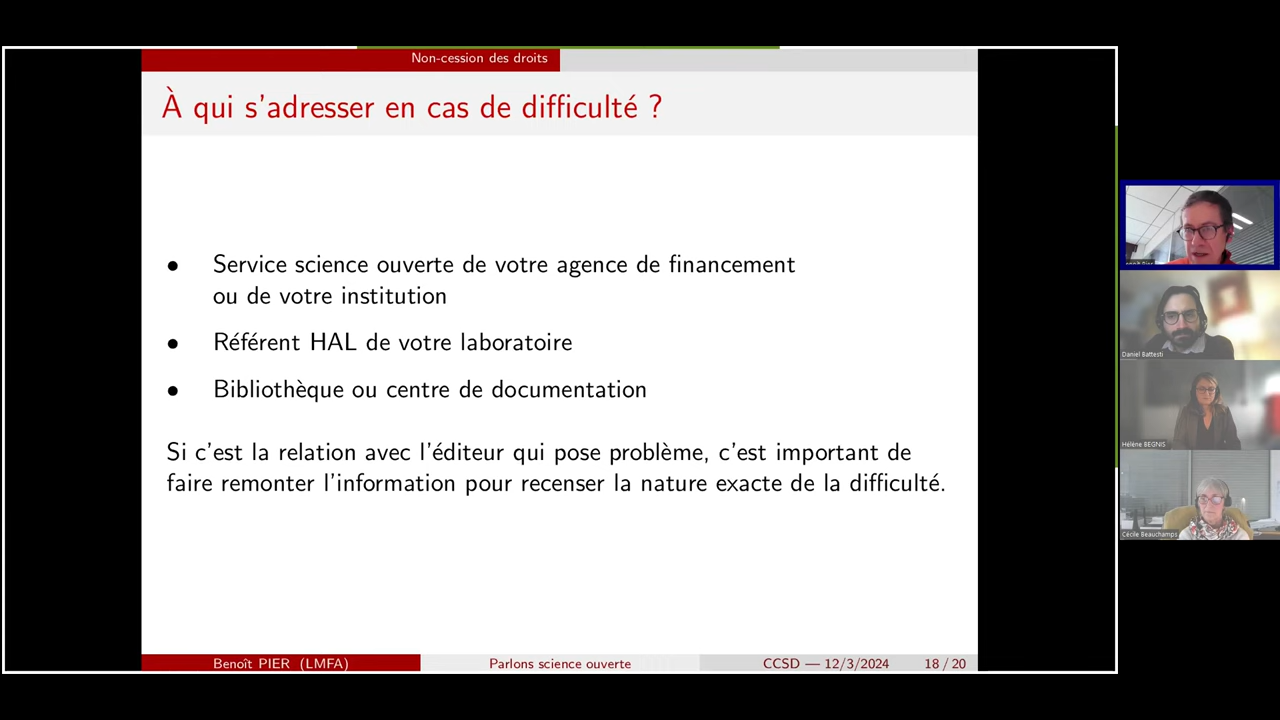 Non-cession des droits
À qui s'adresser en cas de difficulté ?
• Service science ouverte de votre agence de financement
ou de votre institution
• Référent HAL de votre laboratoire
• Bibliothèque ou centre de documentation
Si c'est la relation avec l'éditeur qui pose problème, c'est important de
faire remonter l'information pour recenser la nature exacte de la difficulté.
Benoît PIER (LMFA)
Parlons science ouverte
CCSD — 12/3/2024
18 / 20
Daniel Battesti
Hélène BEGNIS
Cécile Beauchamps